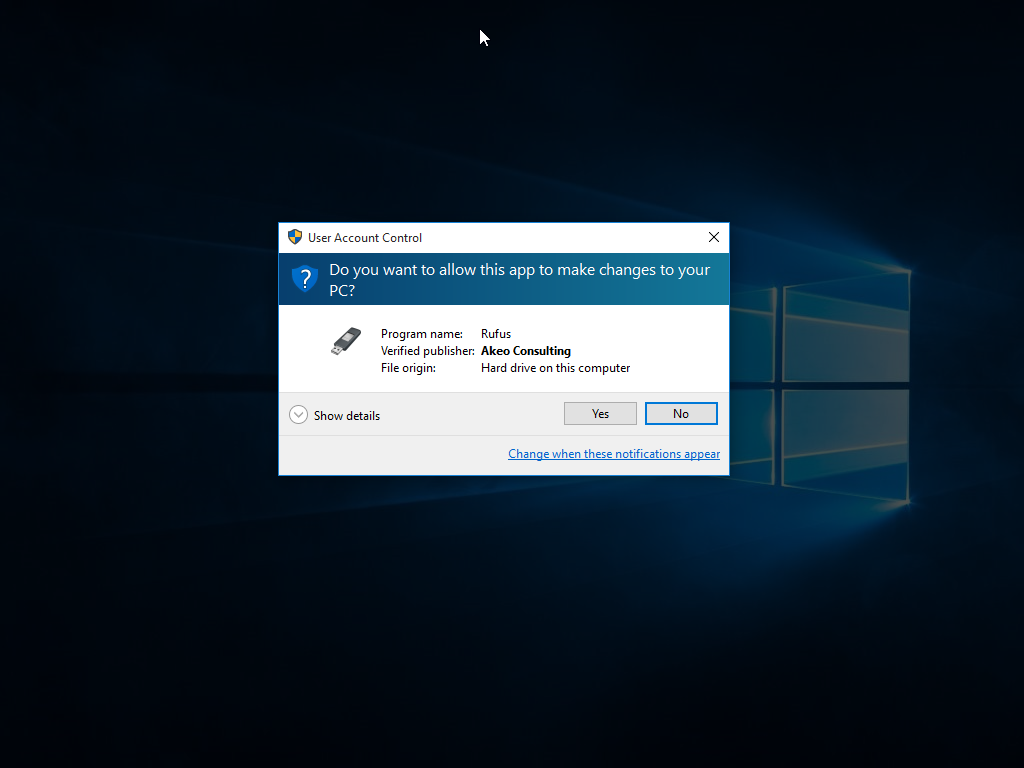 User Account Control
Do you want to allow this app to make changes to your
PC?
Program name: Rufus
Verified publisher: Akeo Consulting
File origin: Hard drive on this computer
Show details
Yes
No
Change when these notifications appear